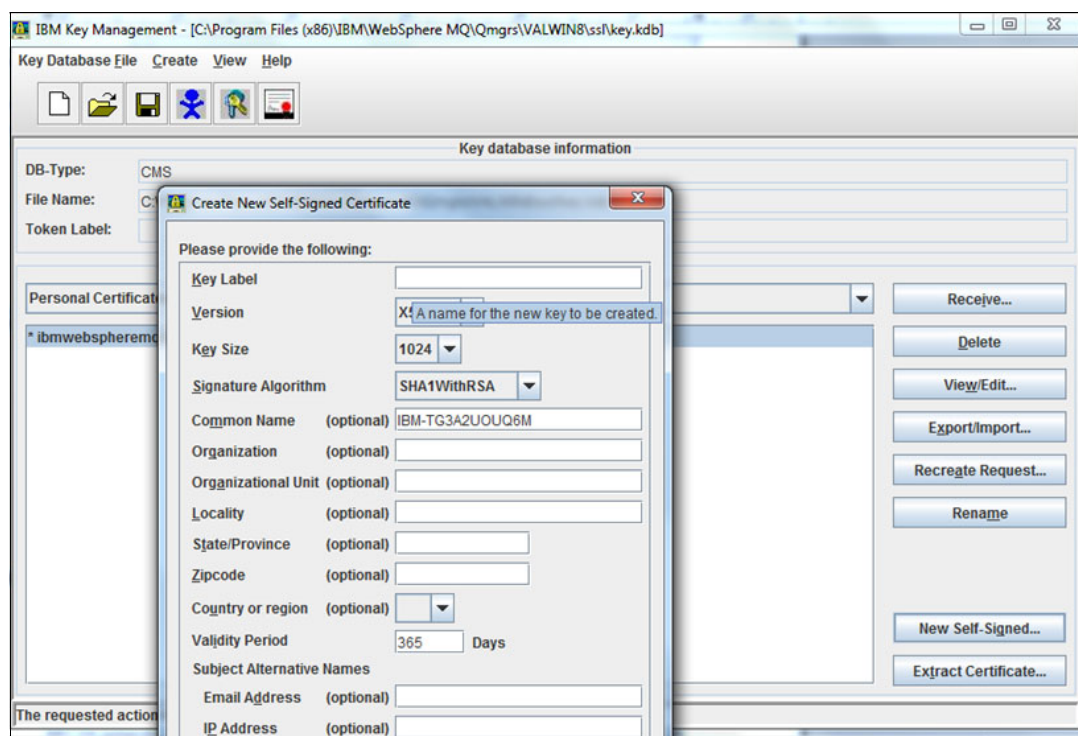 IBM Key Management - [C:\Program Files (x86)\IBM\WebSphere MQ\Qmgrs\VALWIN8\ssl\key.kdb]
Key Database File Create View Help
Key database information
DB-Type: CMS
File Name: C:
Token Label:
Create New Self-Signed Certificate
Please provide the following:
Key Label
Version X5
A name for the new key to be created.
Key Size 1024
Signature Algorithm SHA1WithRSA
Common Name (optional) IBM-TG3A2UOUQ6M
Organization (optional)
Organizational Unit (optional)
Locality (optional)
State/Province (optional)
Zipcode (optional)
Country or region (optional)
Validity Period 365 Days
Subject Alternative Names
Email Address (optional)
IP Address (optional)
Personal Certificat
* ibmwebspheremq
Receive...
Delete
View/Edit...
Export/Import...
Recreate Request...
Rename
New Self-Signed...
Extract Certificate...
The requested action